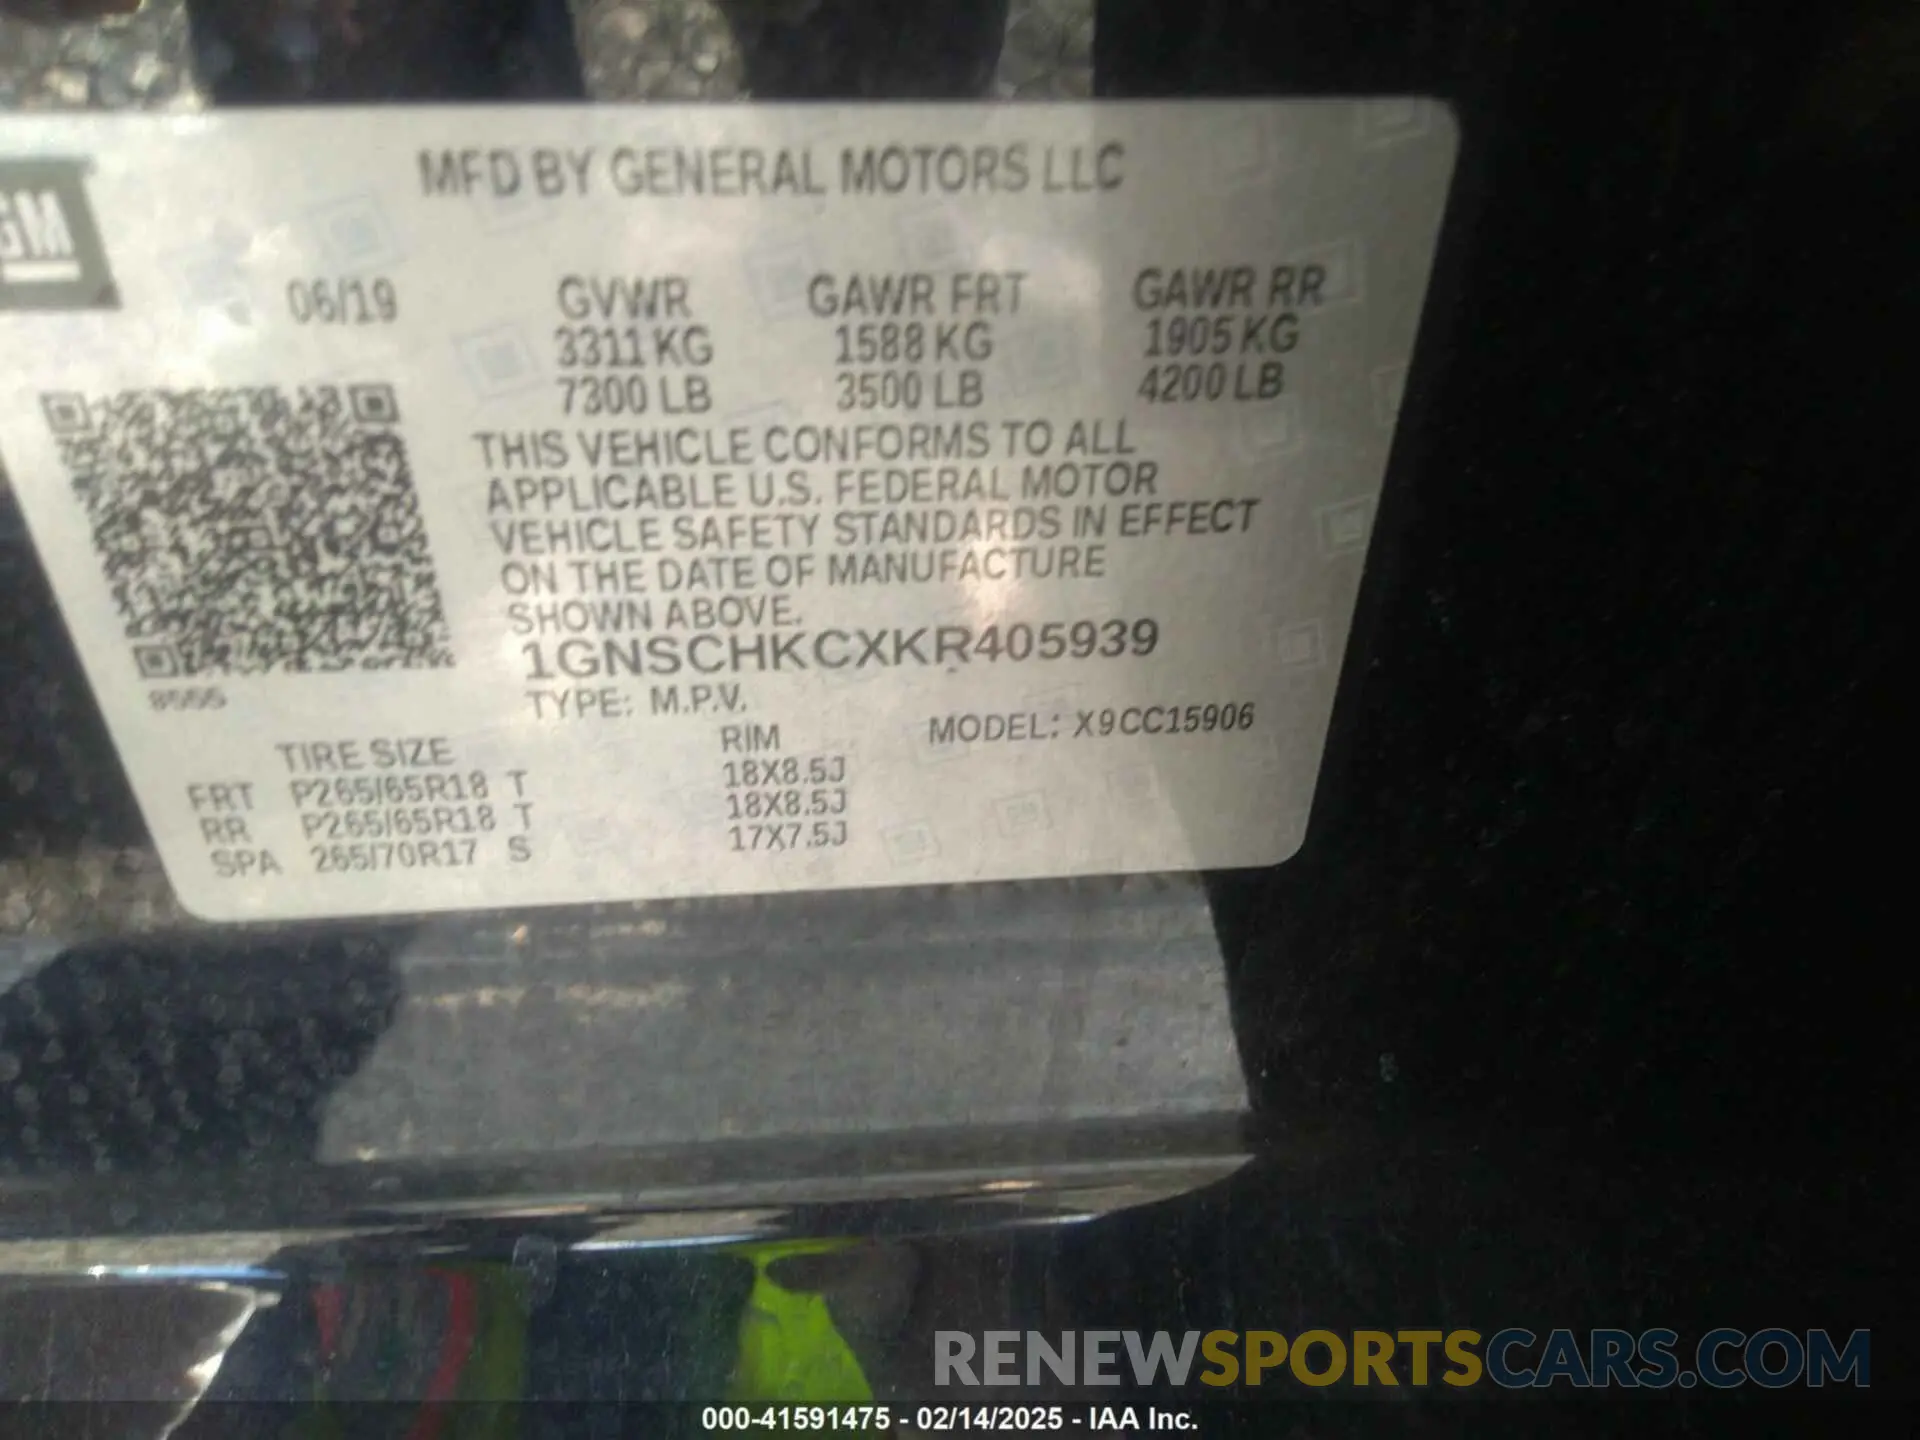 MFD BY GENERAL MOTORS LLC
GM
06/19 GVWR GAWR FRT GAWR RR
3311 KG 1588 KG 1905 KG
7300 LB 3500 LB 4200 LB
THIS VEHICLE CONFORMS TO ALL
APPLICABLE U.S. FEDERAL MOTOR
VEHICLE SAFETY STANDARDS IN EFFECT
ON THE DATE OF MANUFACTURE
SHOWN ABOVE.
1GNSCHKCXKR405939
8555
TYPE: M.P.V.
MODEL: X9CC15906
TIRE SIZE RIM
FRT P265/65R18 T 18X8.5J
RR P265/65R18 T 18X8.5J
SPA 265/70R17 S 17X7.5J
RENEWSPORTSCARS.COM
000-41591475 - 02/14/2025 - IAA Inc.